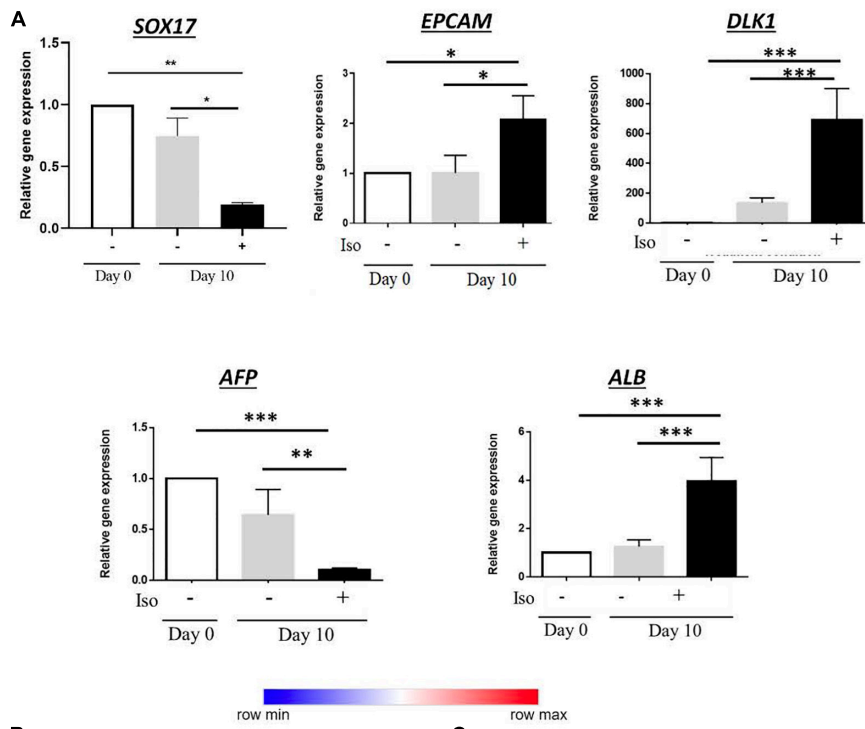 A
SOX17
EPCAM
DLK1
** 
* 
* 
* 
*** 
***
Relative gene expression
1.5
1.0
0.5
0.0
- - +
Day 0 Day 10
Relative gene expression
3
2
1
0
Iso - - +
Day 0 Day 10
Relative gene expression
1000
800
600
400
200
0
Iso - - +
Day 0 Day 10
AFP
ALB
***
**
***
***
Relative gene expression
1.5
1.0
0.5
0.0
Iso - - +
Day 0 Day 10
Relative gene expression
6
4
2
0
Iso - - +
Day 0 Day 10
row min row max